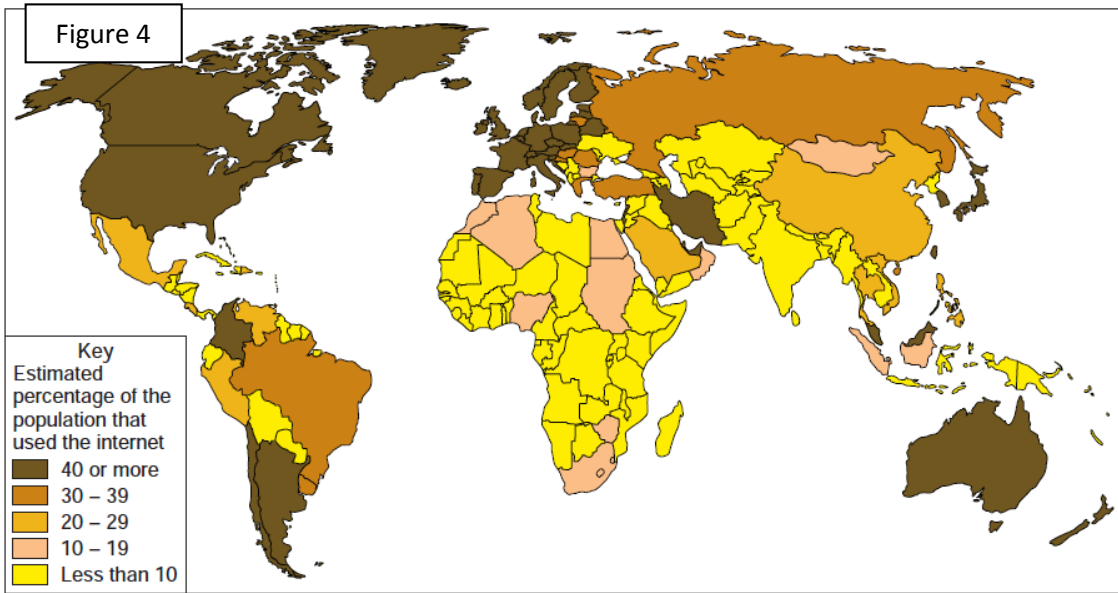 Figure 4
Key
Estimated
percentage of the
population that
used the internet
40 or more
30 – 39
20 – 29
10 – 19
Less than 10